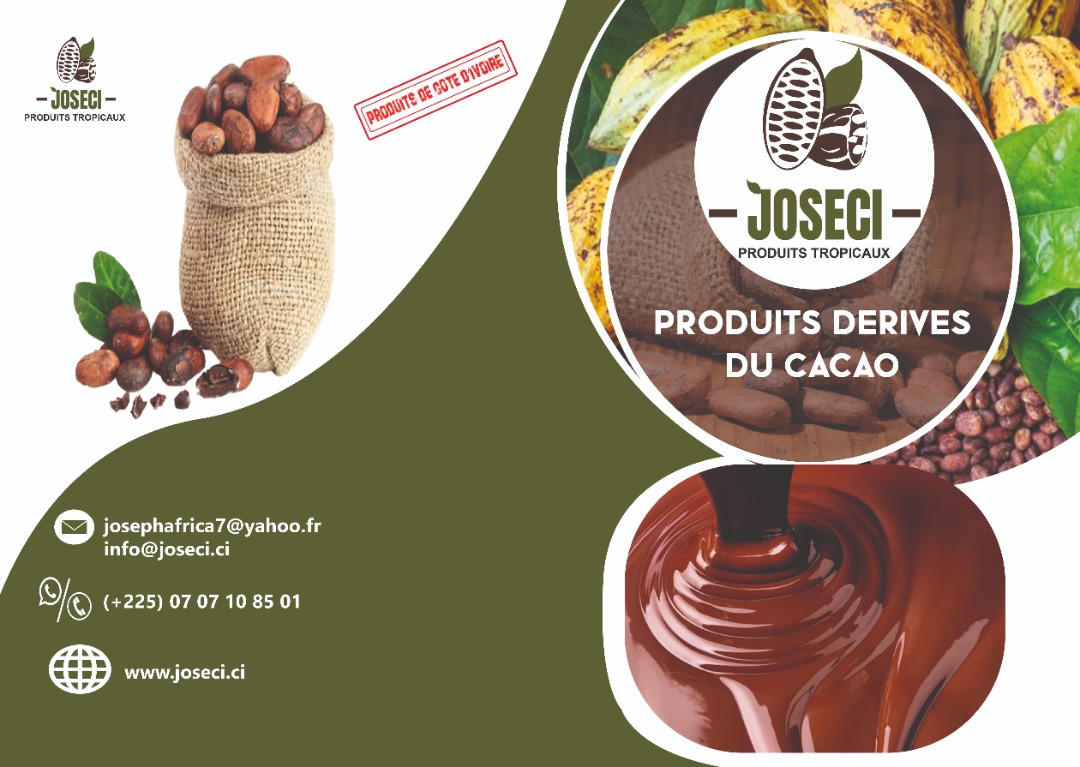 JOSECI
PRODUITS TROPICAUX
PRODUITS DE COTE D'IVOIRE
josephafrica7@yahoo.fr
info@joseci.ci
(+225) 07 07 10 85 01
www.joseci.ci
JOSECI
PRODUITS TROPICAUX
PRODUITS DERIVES
DU CACAO